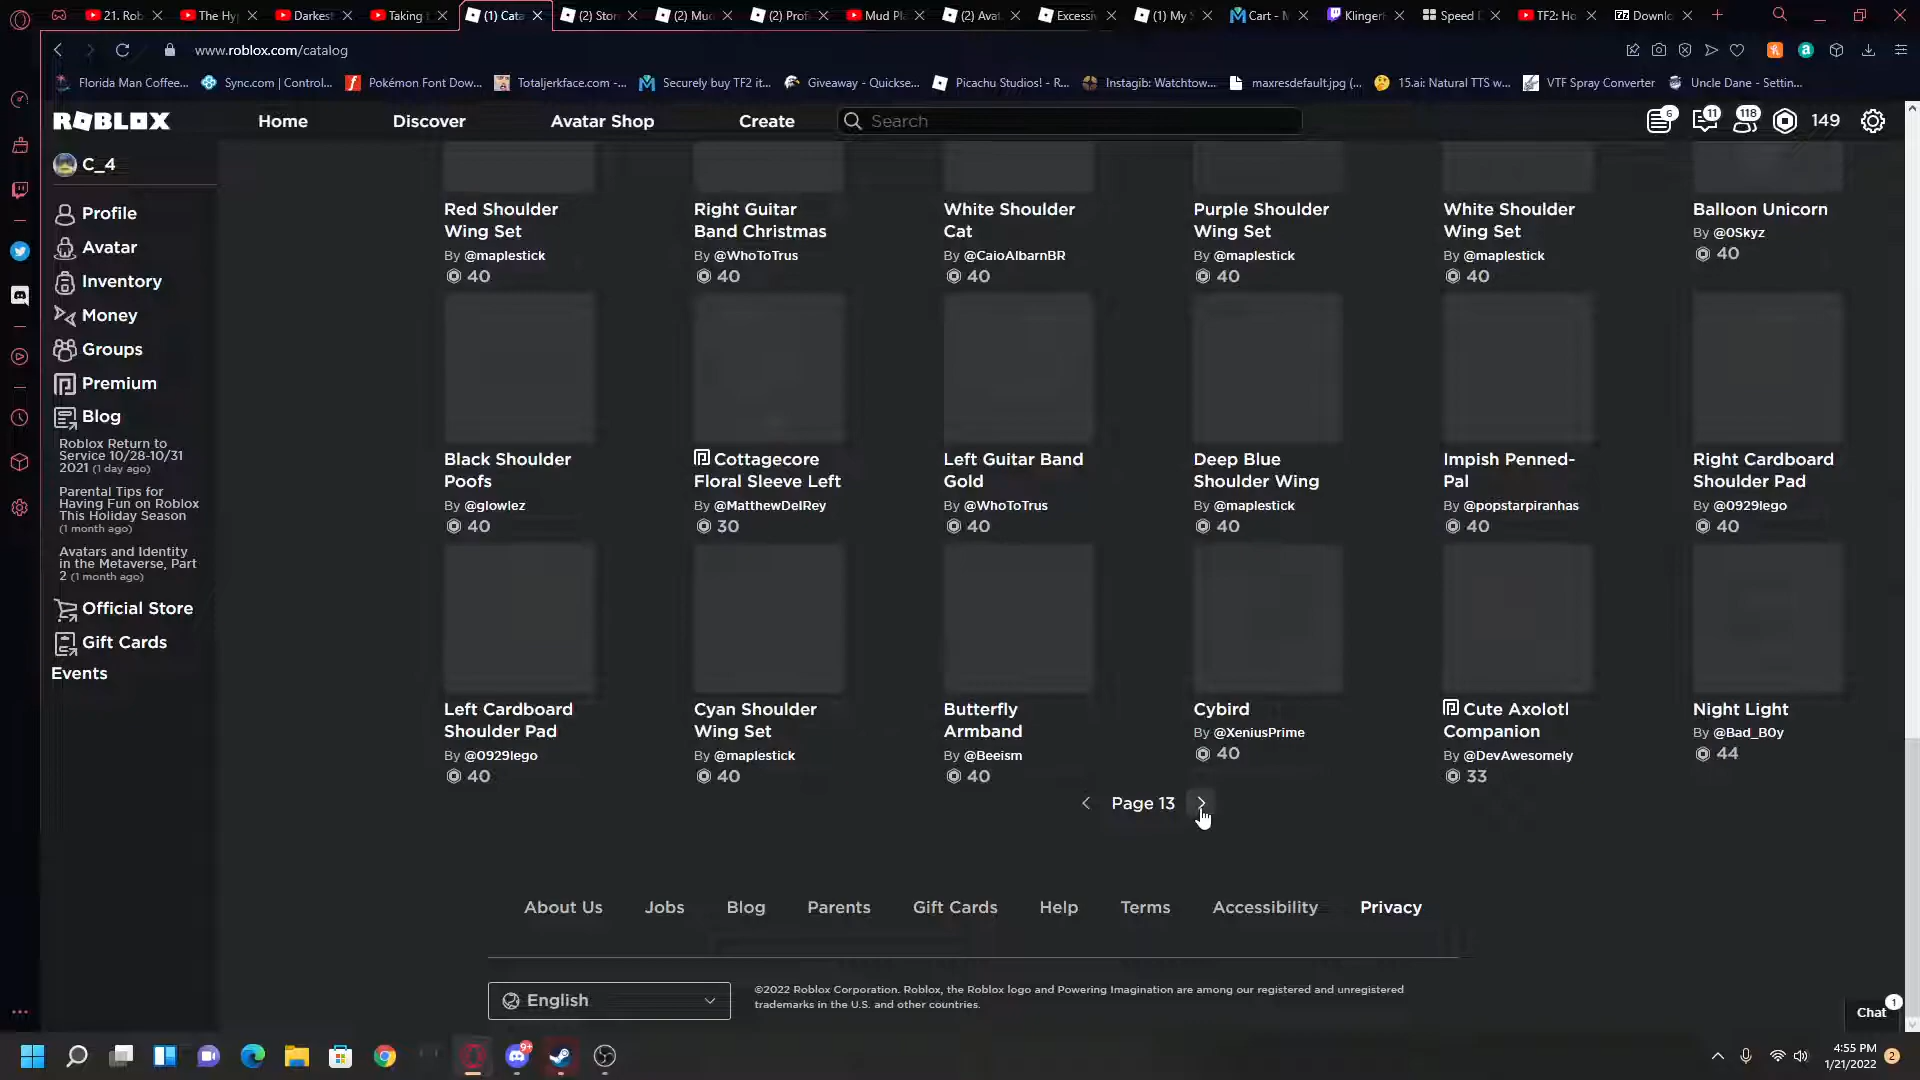 21. Rob
The Hy
Darkes
Taking
(1) Cata
(2) Stor
(2) Muc
(2) Prof
Mud Pl
(2) Avat
Excessiv
(1) My
Cart - M
Klinger
Speed D
TF2: Ho
Downlo
www.roblox.com/catalog
Florida Man Coffee...
Sync.com | Control...
Pokémon Font Dow...
Totaljerkface.com -...
Securely buy TF2 it...
Giveaway - Quickse...
Picachu Studios! - R...
Instagib: Watchtow...
maxresdefault.jpg (...
15.ai: Natural TTS w...
VTF Spray Converter
Uncle Dane - Settin...
ROBLOX
Home
Discover
Avatar Shop
Create
Search
6
11
118
149
C_4
Profile
Avatar
Inventory
Money
Groups
Premium
Blog
Roblox Return to
Service 10/28-10/31
2021 (1 day ago)
Parental Tips for
Having Fun on Roblox
This Holiday Season
(1 month ago)
Avatars and Identity
in the Metaverse, Part
2 (1 month ago)
Official Store
Gift Cards
Events
Red Shoulder
Wing Set
By @maplestick
40
Right Guitar
Band Christmas
By @WhoToTrus
40
White Shoulder
Cat
By @CaioAlbarnBR
40
Purple Shoulder
Wing Set
By @maplestick
40
White Shoulder
Wing Set
By @maplestick
40
Balloon Unicorn
By @0Skyz
40
Black Shoulder
Poofs
By @glowlez
40
Cottagecore
Floral Sleeve Left
By @MatthewDelRey
30
Left Guitar Band
Gold
By @WhoToTrus
40
Deep Blue
Shoulder Wing
By @maplestick
40
Impish Penned-
Pal
By @popstarpiranhas
40
Right Cardboard
Shoulder Pad
By @0929lego
40
Left Cardboard
Shoulder Pad
By @0929lego
40
Cyan Shoulder
Wing Set
By @maplestick
40
Butterfly
Armband
By @Beeism
40
Cybird
By @XeniusPrime
40
Cute Axolotl
Companion
By @DevAwesomely
33
Night Light
By @Bad_B0y
44
Page 13
About Us
Jobs
Blog
Parents
Gift Cards
Help
Terms
Accessibility
Privacy
English
©2022 Roblox Corporation. Roblox, the Roblox logo and Powering Imagination are among our registered and unregistered
trademarks in the U.S. and other countries.
Chat
1
9+
4:55 PM
1/21/2022
2